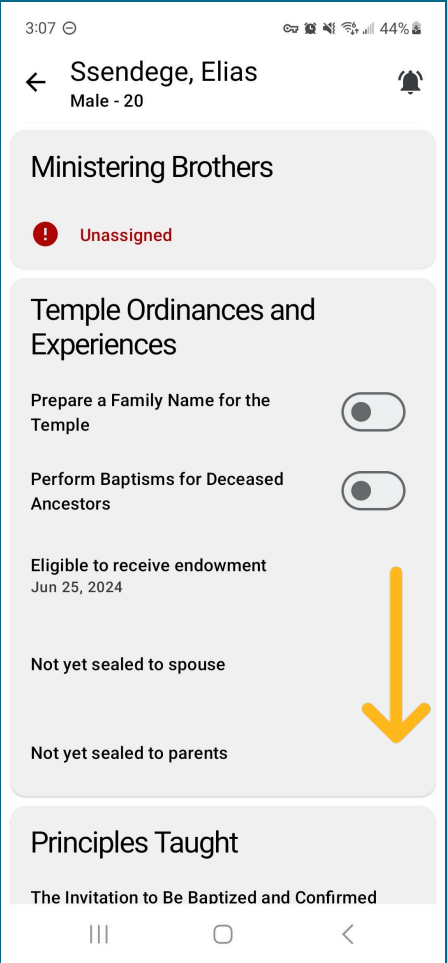 3:07 44%
Ssendege, Elias
Male - 20
Ministering Brothers
Unassigned
Temple Ordinances and
Experiences
Prepare a Family Name for the
Temple
Perform Baptisms for Deceased
Ancestors
Eligible to receive endowment
Jun 25, 2024
Not yet sealed to spouse
Not yet sealed to parents
Principles Taught
The Invitation to Be Baptized and Confirmed